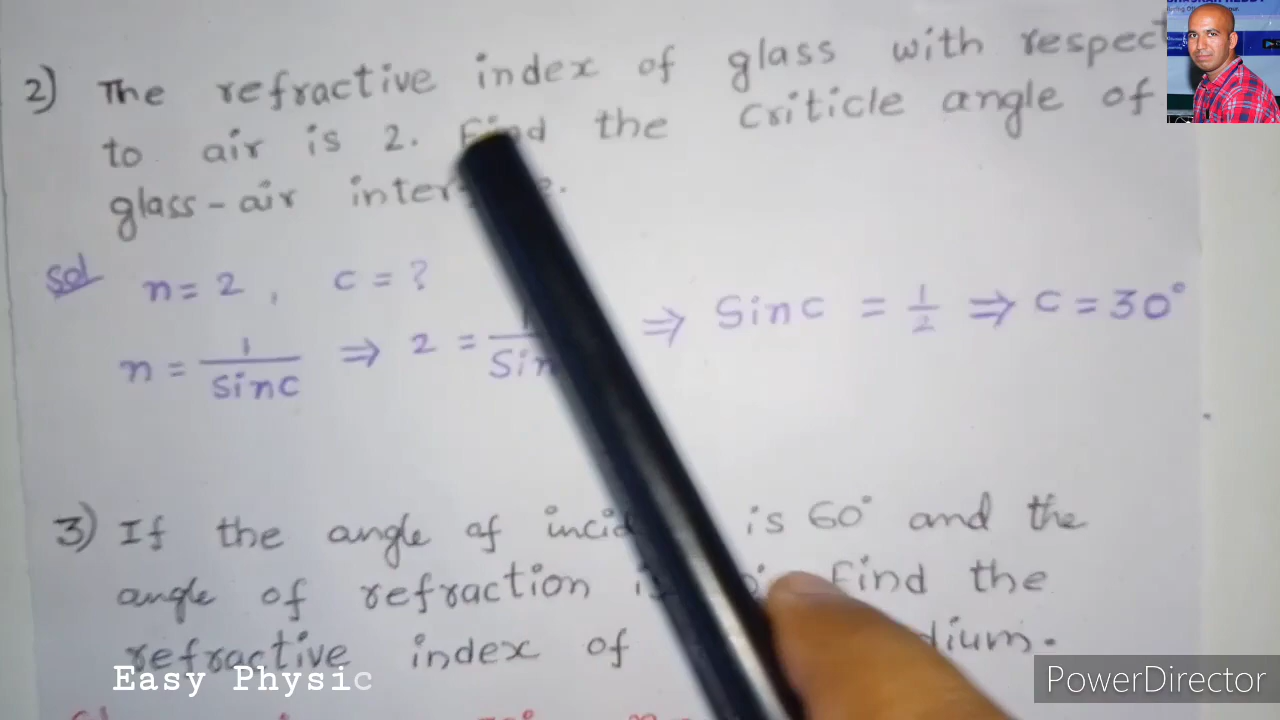 2) The refractive index of glass with respect
to air is 2. Find the criticle angle of
glass-air
Sol n = 2 , c = ?
n = 1/Sinc ⇒ 2 = ⇒ Sinc = 1/2 ⇒ c = 30°
3) If the angle of is 60° and the
angle of refraction Find the
refractive index of
Easy Physic
PowerDirector